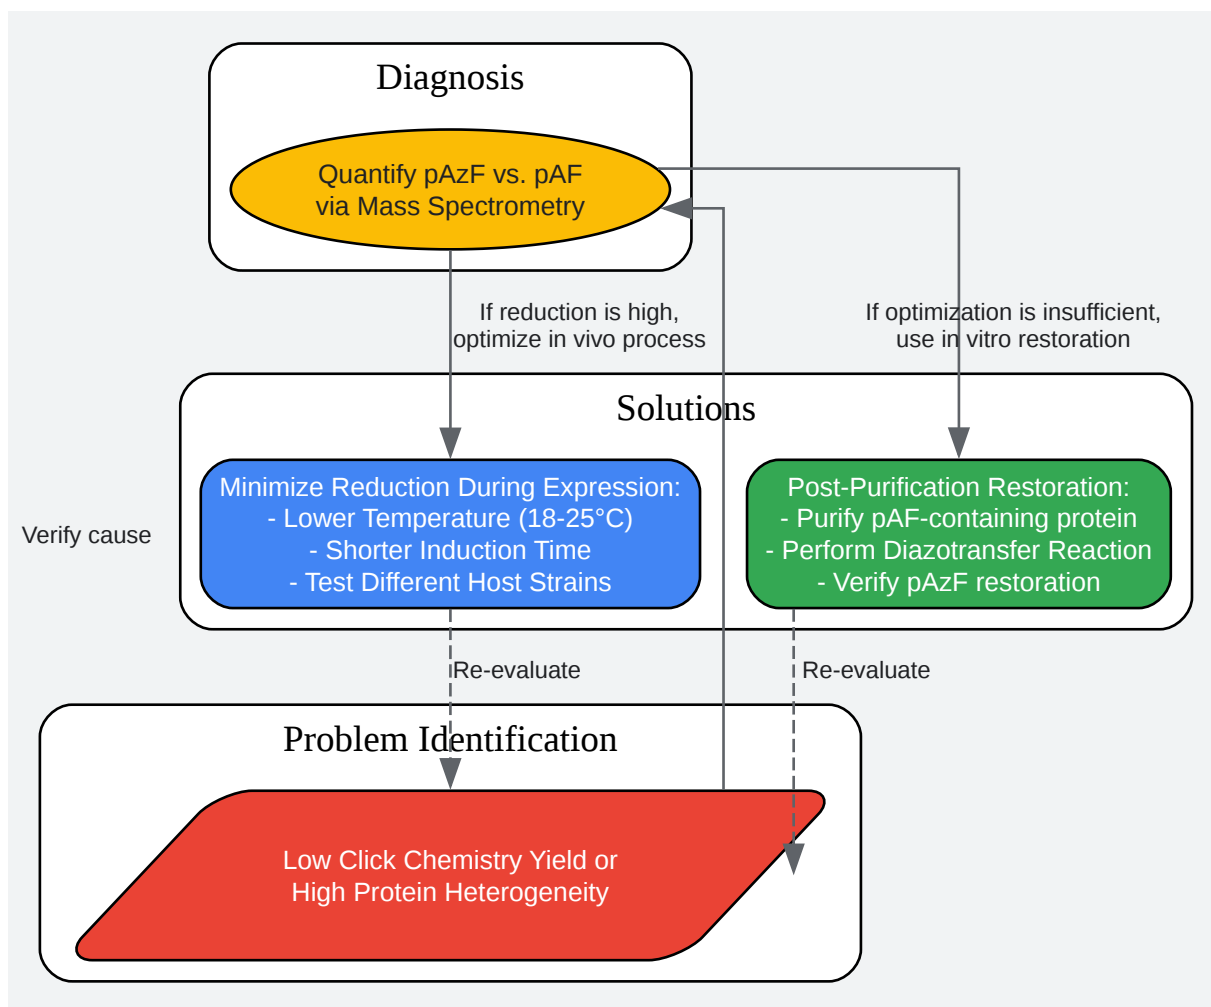 Diagnosis
Quantify pAzF vs. pAF
via Mass Spectrometry
If reduction is high,
optimize in vivo process
If optimization is insufficient,
use in vitro restoration
Solutions
Minimize Reduction During Expression:
- Lower Temperature (18-25°C)
- Shorter Induction Time
- Test Different Host Strains
Post-Purification Restoration:
- Purify pAF-containing protein
- Perform Diazotransfer Reaction
- Verify pAzF restoration
Verify cause
Re-evaluate
Re-evaluate
Problem Identification
Low Click Chemistry Yield or
High Protein Heterogeneity